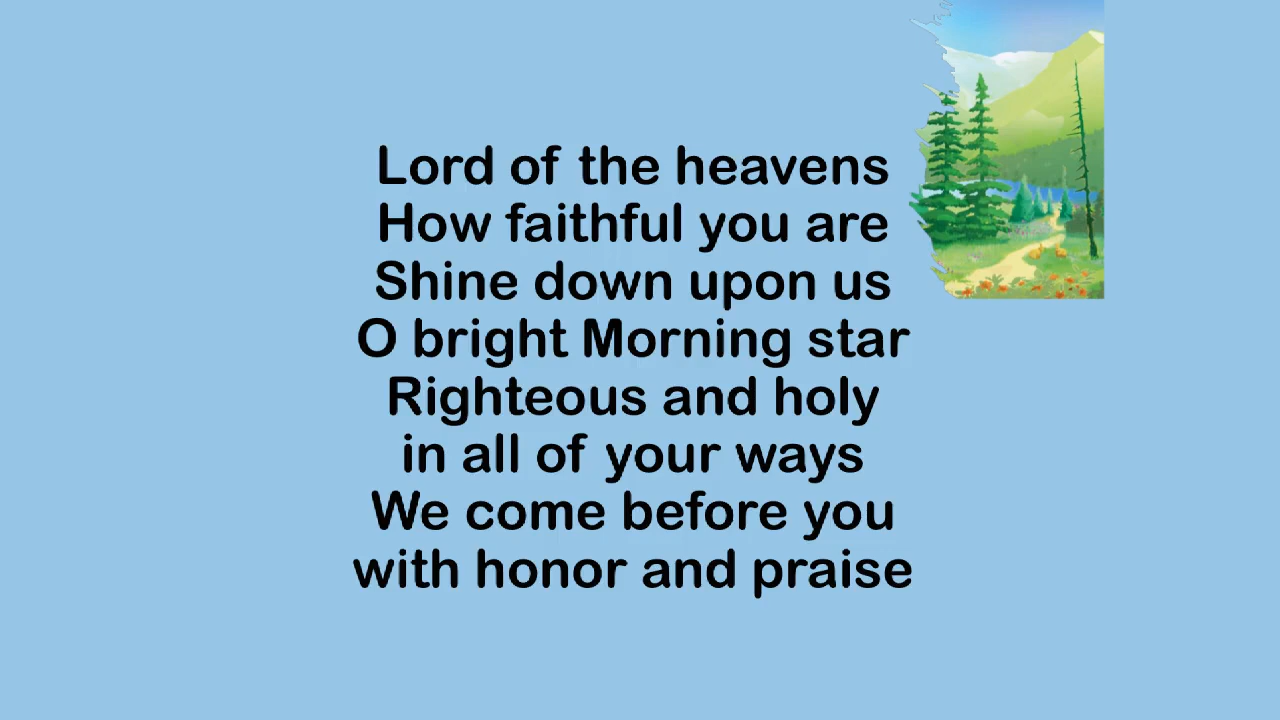 Lord of the heavens
How faithful you are
Shine down upon us
O bright Morning star
Righteous and holy
in all of your ways
We come before you
with honor and praise